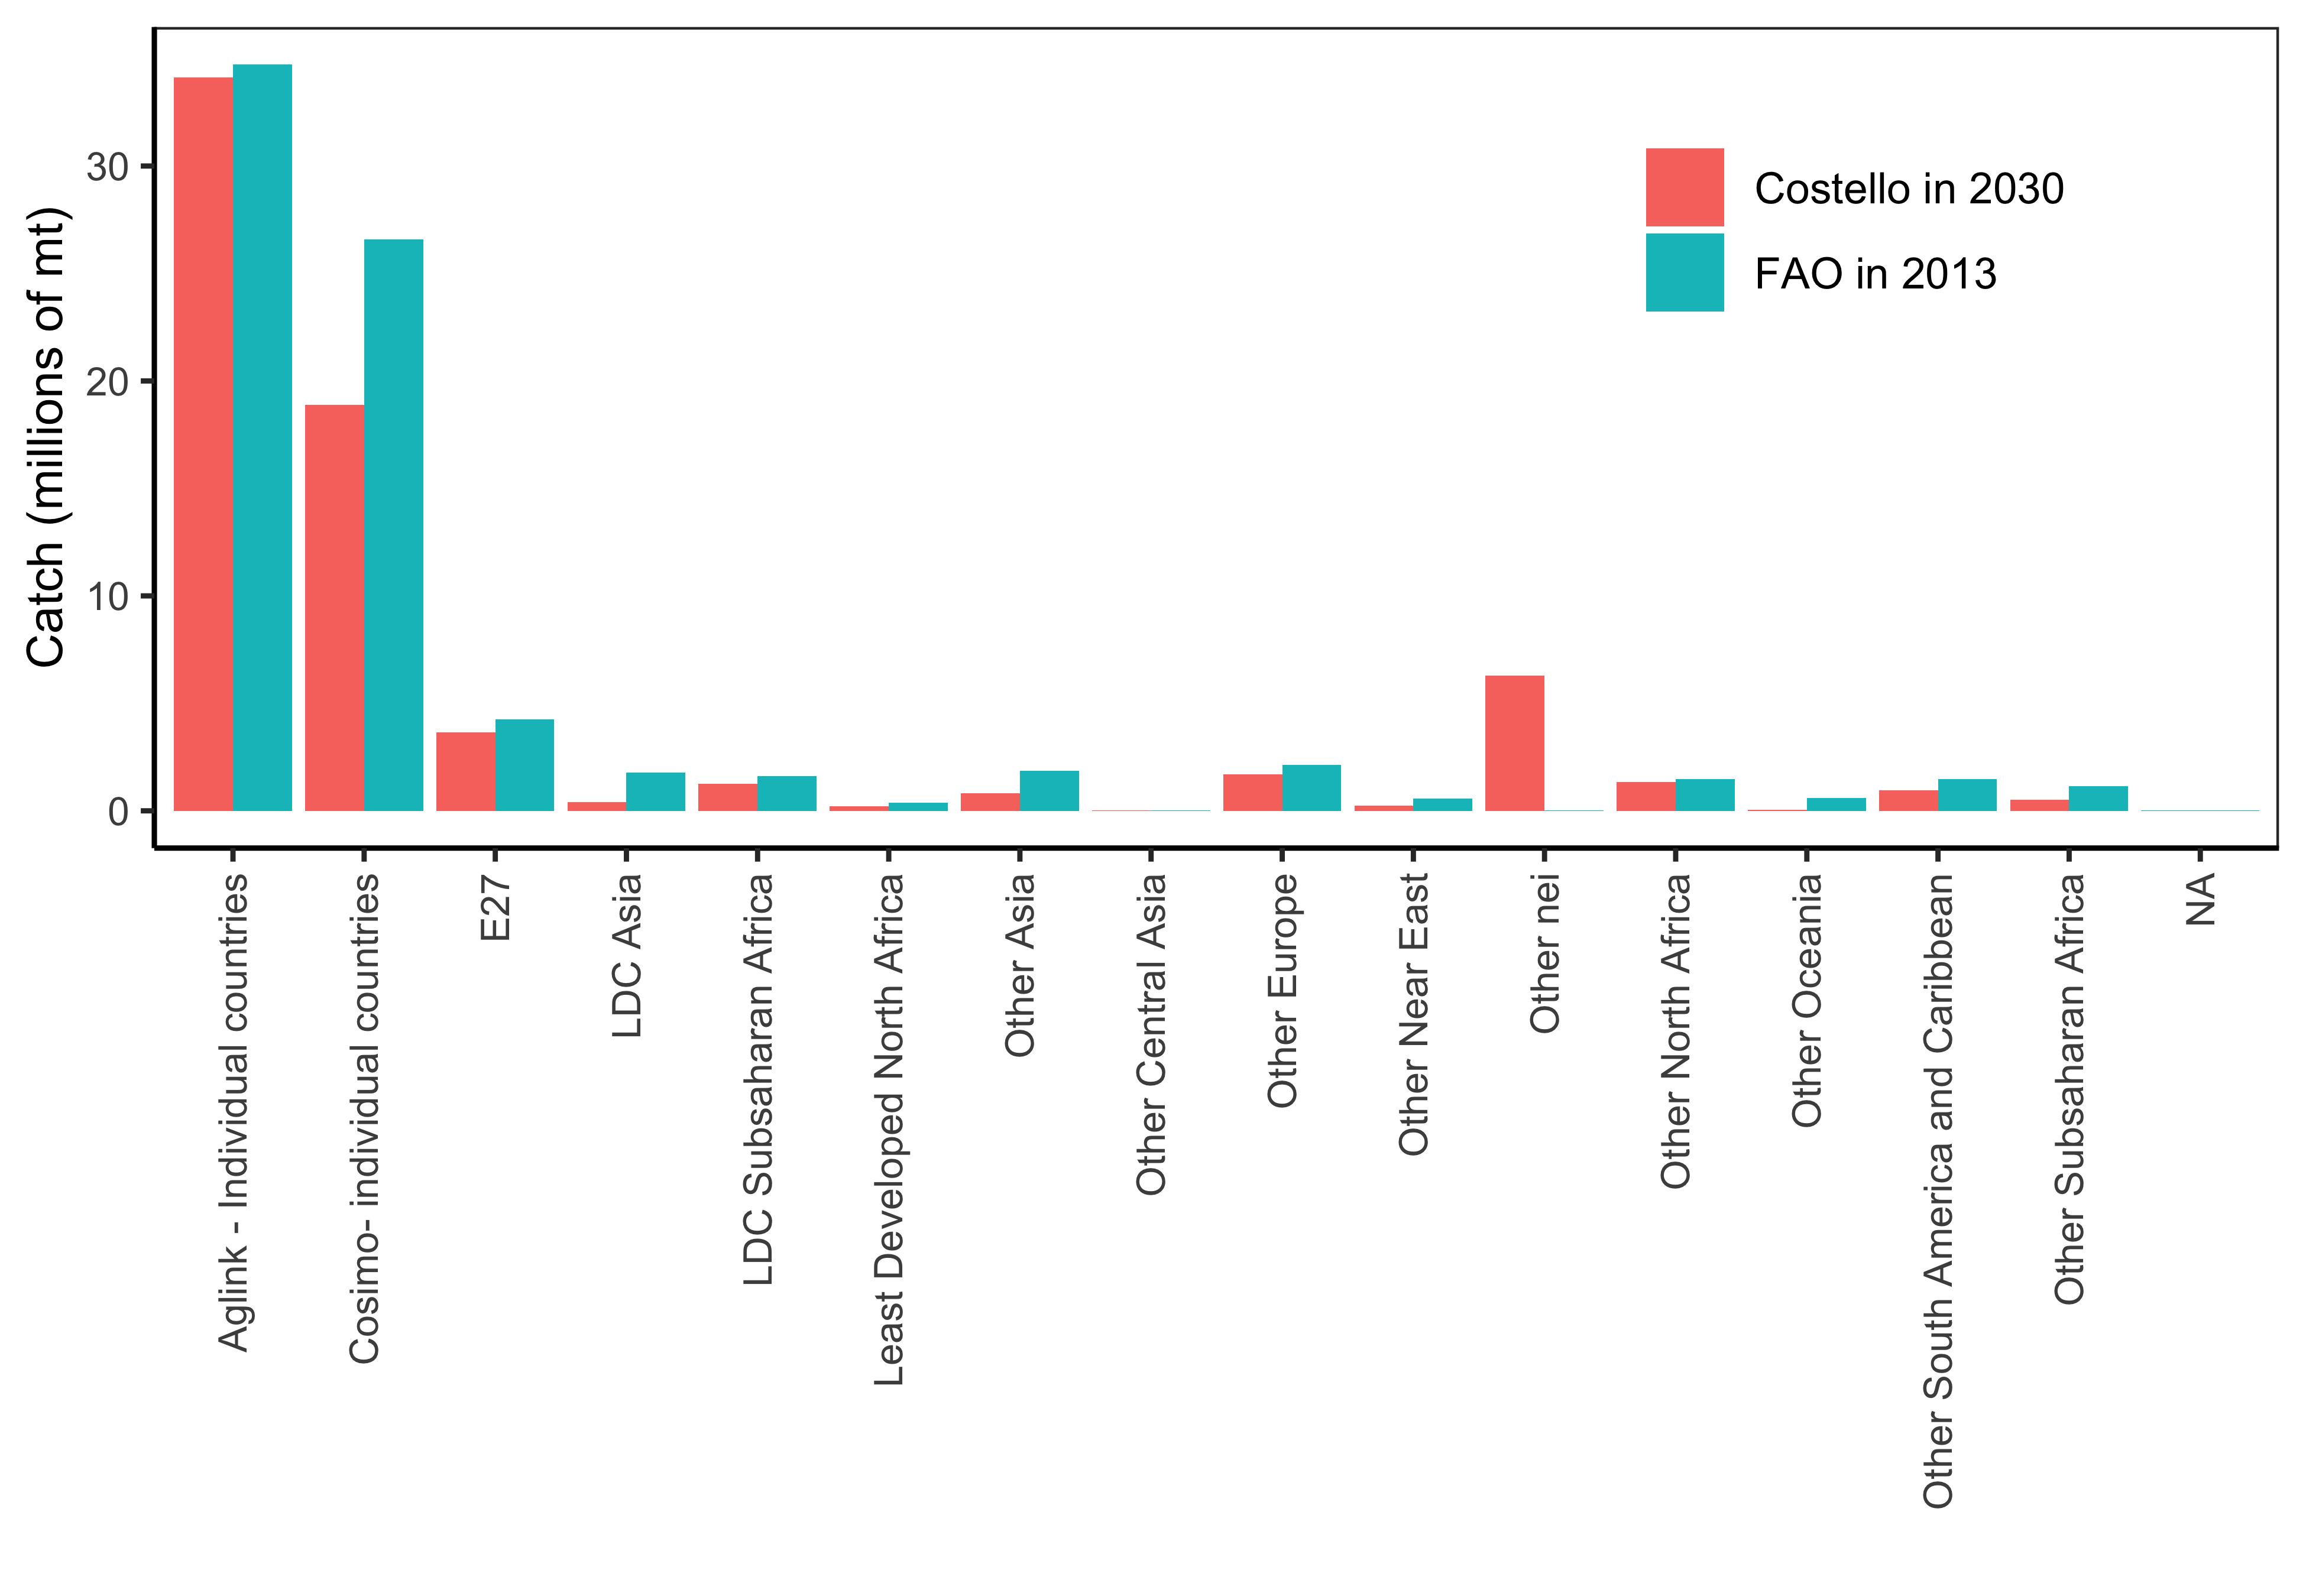 Catch (millions of mt)
30
20
10
0
Costello in 2030
FAO in 2013
Aglink - Individual countries
Cosimo- individual countries
E27
LDC Asia
LDC Subsaharan Africa
Least Developed North Africa
Other Asia
Other Central Asia
Other Europe
Other Near East
Other nei
Other North Africa
Other Oceania
Other South America and Caribbean
Other Subsaharan Africa
NA